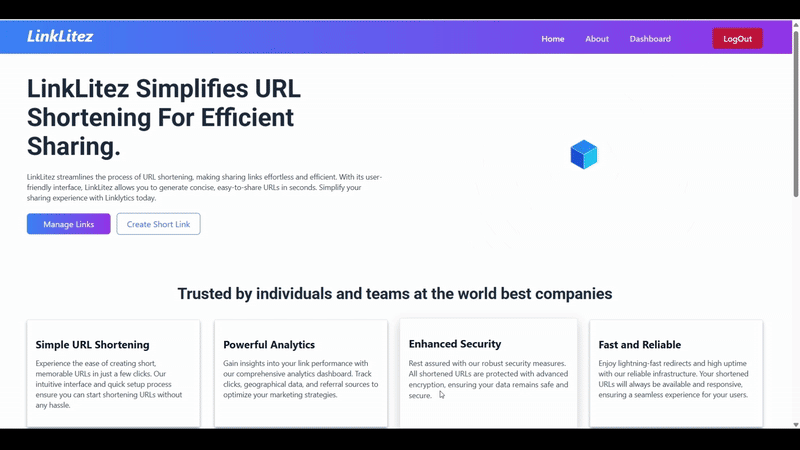 LinkLitez
Home About Dashboard LogOut
LinkLitez Simplifies URL
Shortening For Efficient
Sharing.
LinkLitez streamlines the process of URL shortening, making sharing links effortless and efficient. With its user-
friendly interface, LinkLitez allows you to generate concise, easy-to-share URLs in seconds. Simplify your
sharing experience with Linklytics today.
Manage Links Create Short Link
Trusted by individuals and teams at the world best companies
Simple URL Shortening
Experience the ease of creating short,
memorable URLs in just a few clicks. Our
intuitive interface and quick setup process
ensure you can start shortening URLs without
any hassle.
Powerful Analytics
Gain insights into your link performance with
our comprehensive analytics dashboard. Track
clicks, geographical data, and referral sources to
optimize your marketing strategies.
Enhanced Security
Rest assured with our robust security measures.
All shortened URLs are protected with advanced
encryption, ensuring your data remains safe and
secure.
Fast and Reliable
Enjoy lightning-fast redirects and high uptime
with our reliable infrastructure. Your shortened
URLs will always be available and responsive,
ensuring a seamless experience for your users.